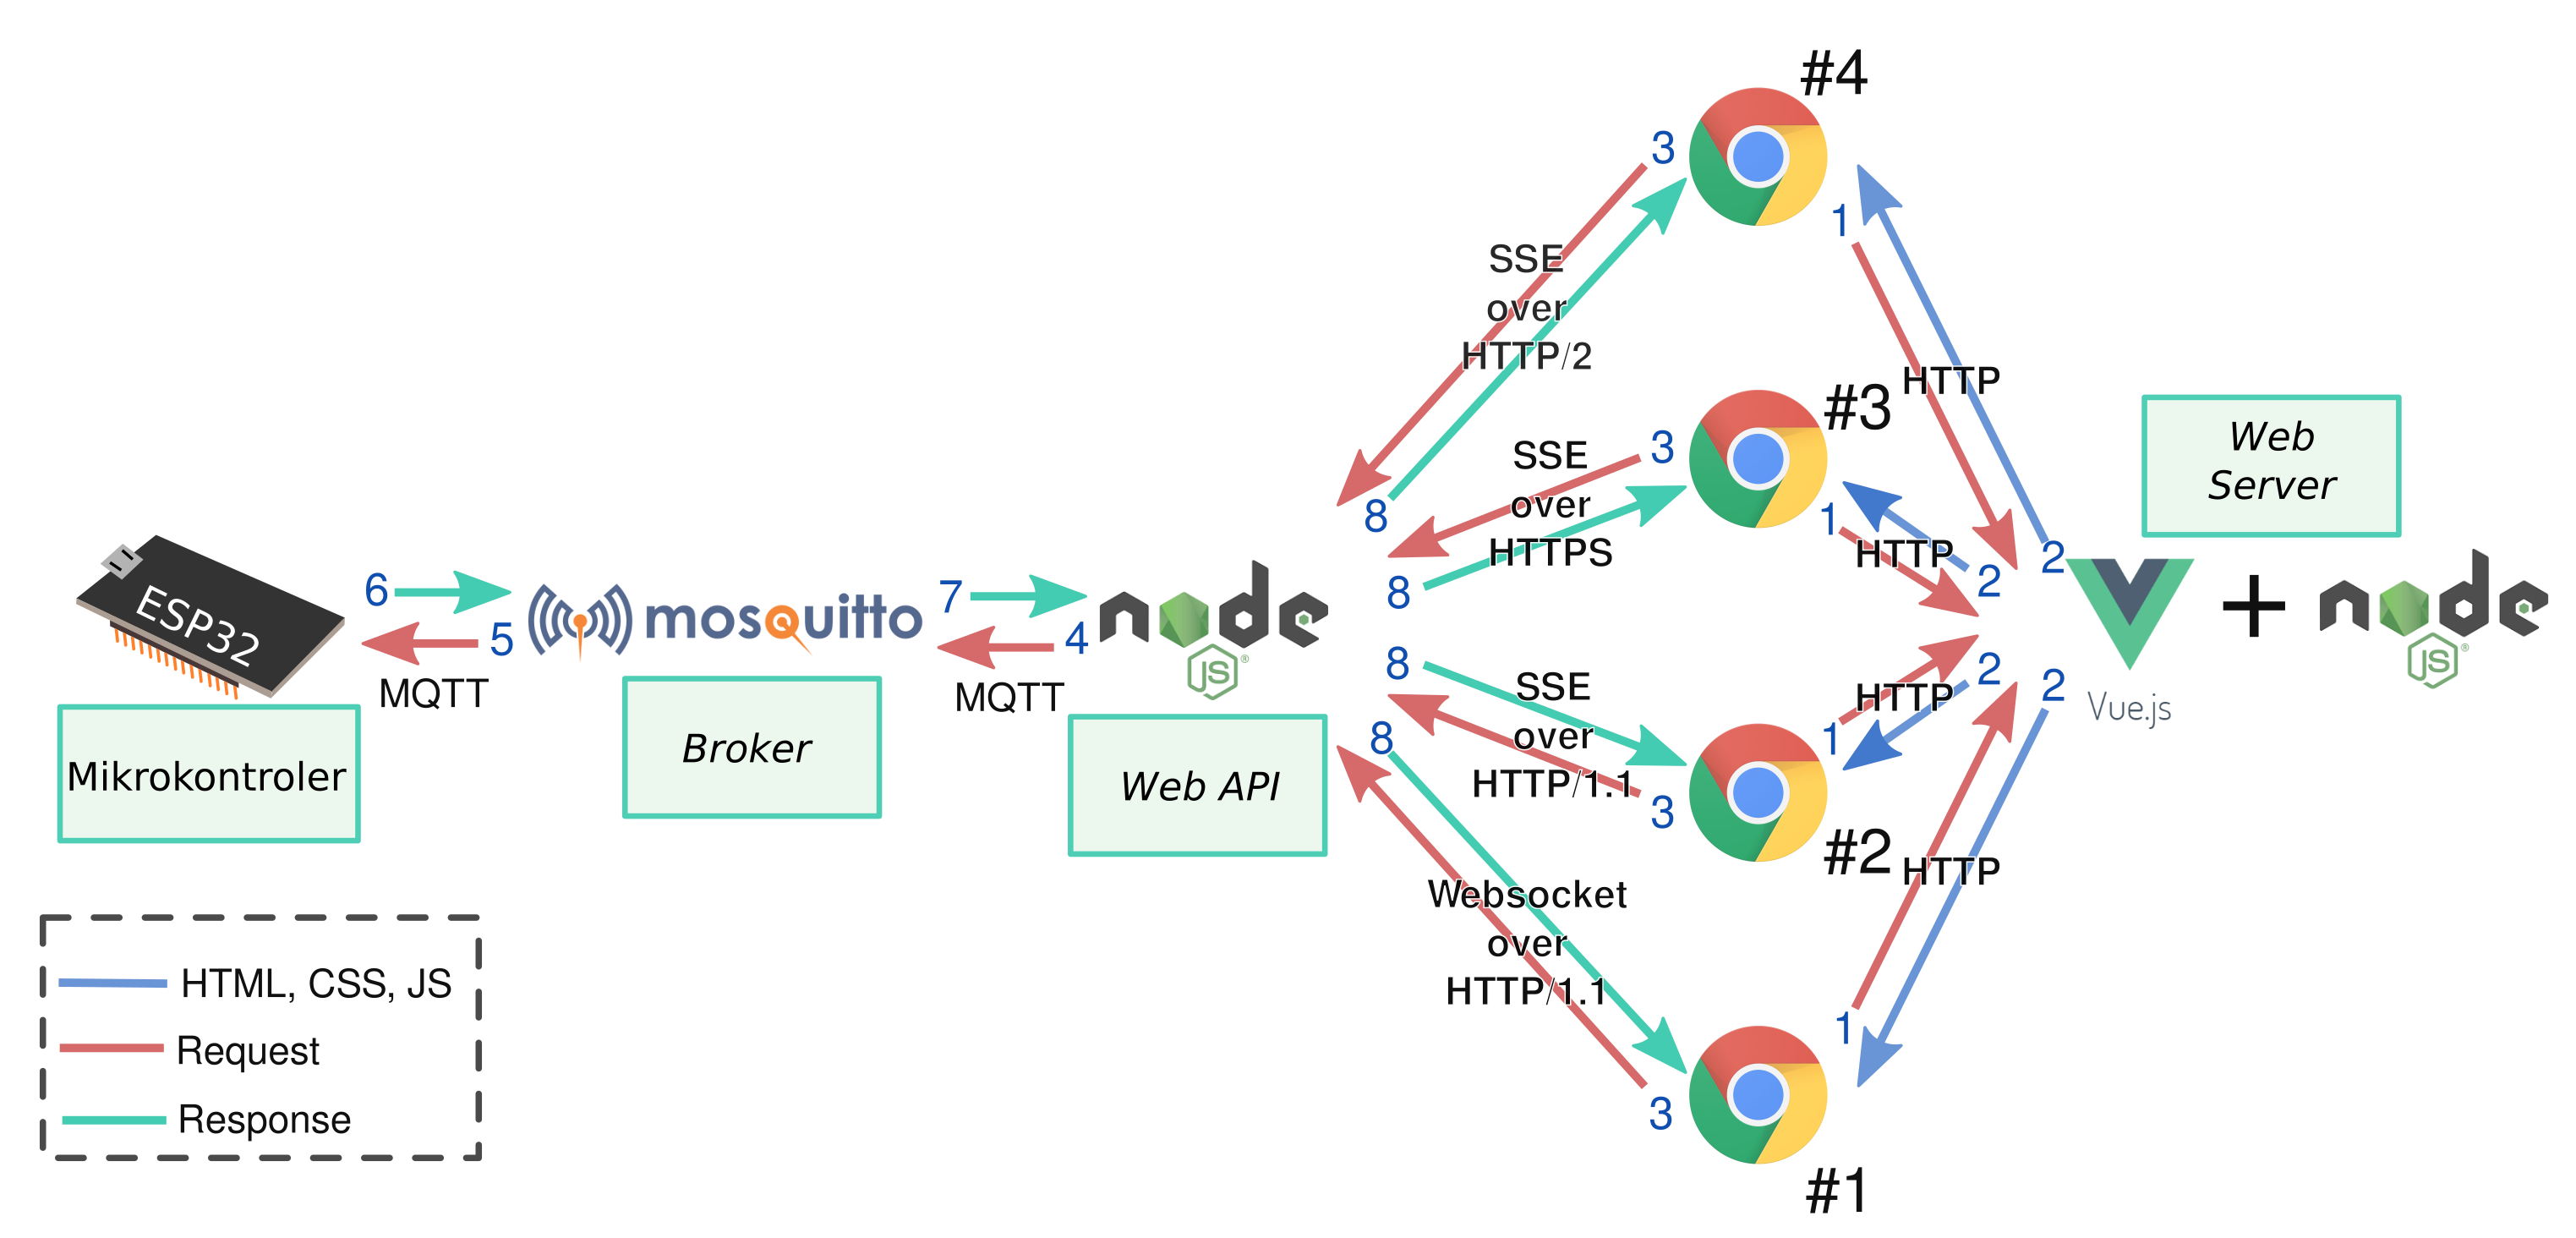 #4
3
1
SSE
over
HTTP/2
HTTP
#3
3
SSE
over
HTTPS
1
HTTP
2
2
8
8
Web
Server
ESP32
6
5
MQTT
mosquitto
7
4
MQTT
node
JS
®
Vue.js
+
node
JS
®
Mikrokontroler
Broker
Web API
8
8
SSE
over
HTTP/1.1
3
HTTP
1
2
2
#2
HTTP
Websocket
over
HTTP/1.1
3
1
#1
HTML, CSS, JS
Request
Response